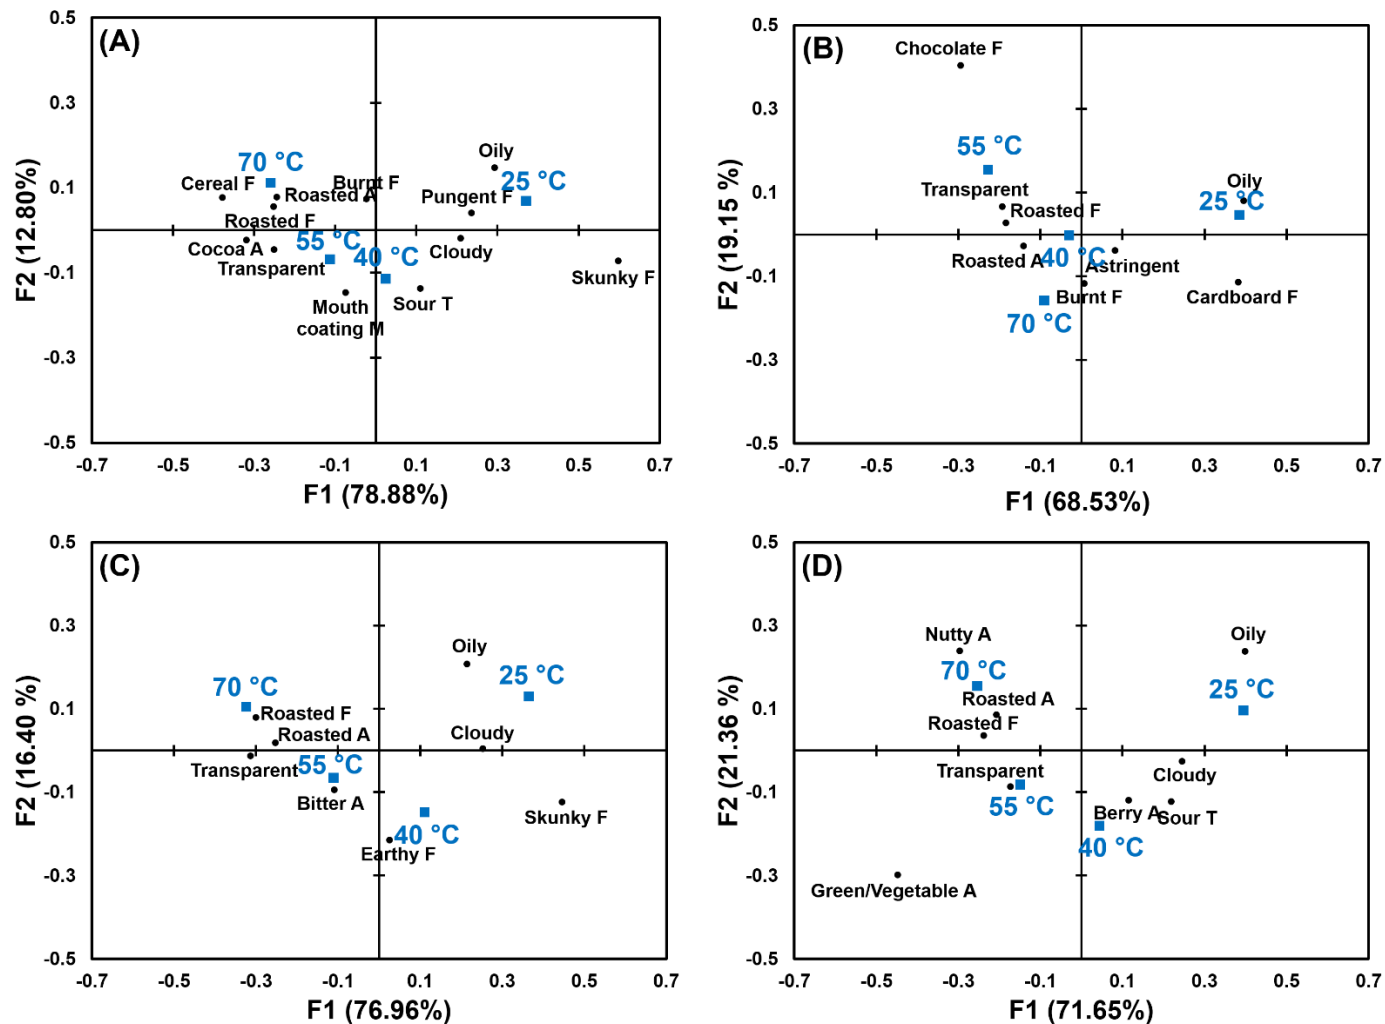 (A)
0.5
0.3
0.1
-0.1
-0.3
-0.5
F2 (12.80%)
70 °C
Cereal F
Roasted A
Burnt F
Roasted F
Cocoa A
Transparent
55 °C
40 °C
Mouth
coating M
Sour T
Oily
25 °C
Pungent F
Cloudy
Skunky F
-0.7
-0.5
-0.3
-0.1
0.1
0.3
0.5
0.7
F1 (78.88%)
(B)
0.5
0.3
0.1
-0.1
-0.3
-0.5
F2 (19.15 %)
Chocolate F
55 °C
Transparent
Roasted F
Roasted A
40 °C
Astringent
Burnt F
70 °C
Oily
25 °C
Cardboard F
-0.7
-0.5
-0.3
-0.1
0.1
0.3
0.5
0.7
F1 (68.53%)
(C)
0.5
0.3
0.1
-0.1
-0.3
-0.5
F2 (16.40 %)
Oily
25 °C
70 °C
Roasted F
Roasted A
Cloudy
Transparent
55 °C
Bitter A
Skunky F
40 °C
Earthy F
-0.7
-0.5
-0.3
-0.1
0.1
0.3
0.5
0.7
F1 (76.96%)
(D)
0.5
0.3
0.1
-0.1
-0.3
-0.5
F2 (21.36 %)
Nutty A
70 °C
Roasted A
Roasted F
Oily
25 °C
Transparent
55 °C
Cloudy
Berry A
Sour T
40 °C
Green/Vegetable A
-0.7
-0.5
-0.3
-0.1
0.1
0.3
0.5
0.7
F1 (71.65%)